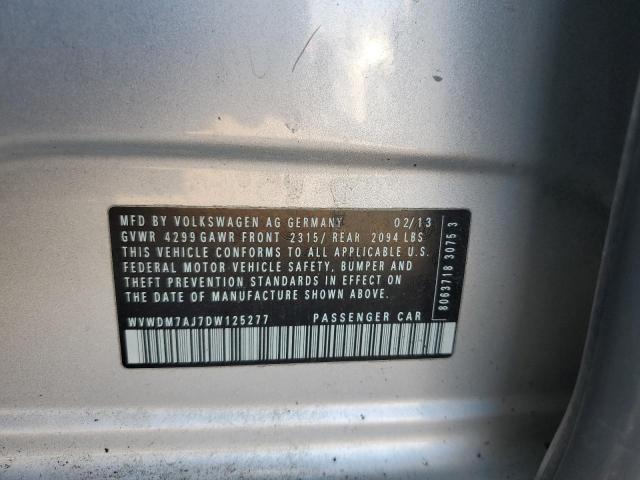 MFD BY VOLKSWAGEN AG GERMANY 02/13
GVWR 4299 GAWR FRONT 2315/ REAR 2094 LBS
THIS VEHICLE CONFORMS TO ALL APPLICABLE U.S.
FEDERAL MOTOR VEHICLE SAFETY, BUMPER AND
THEFT PREVENTION STANDARDS IN EFFECT ON THE
DATE OF MANUFACTURE SHOWN ABOVE.
WVWDM7AJ7DW125277 PASSENGER CAR
8063718 3075 3